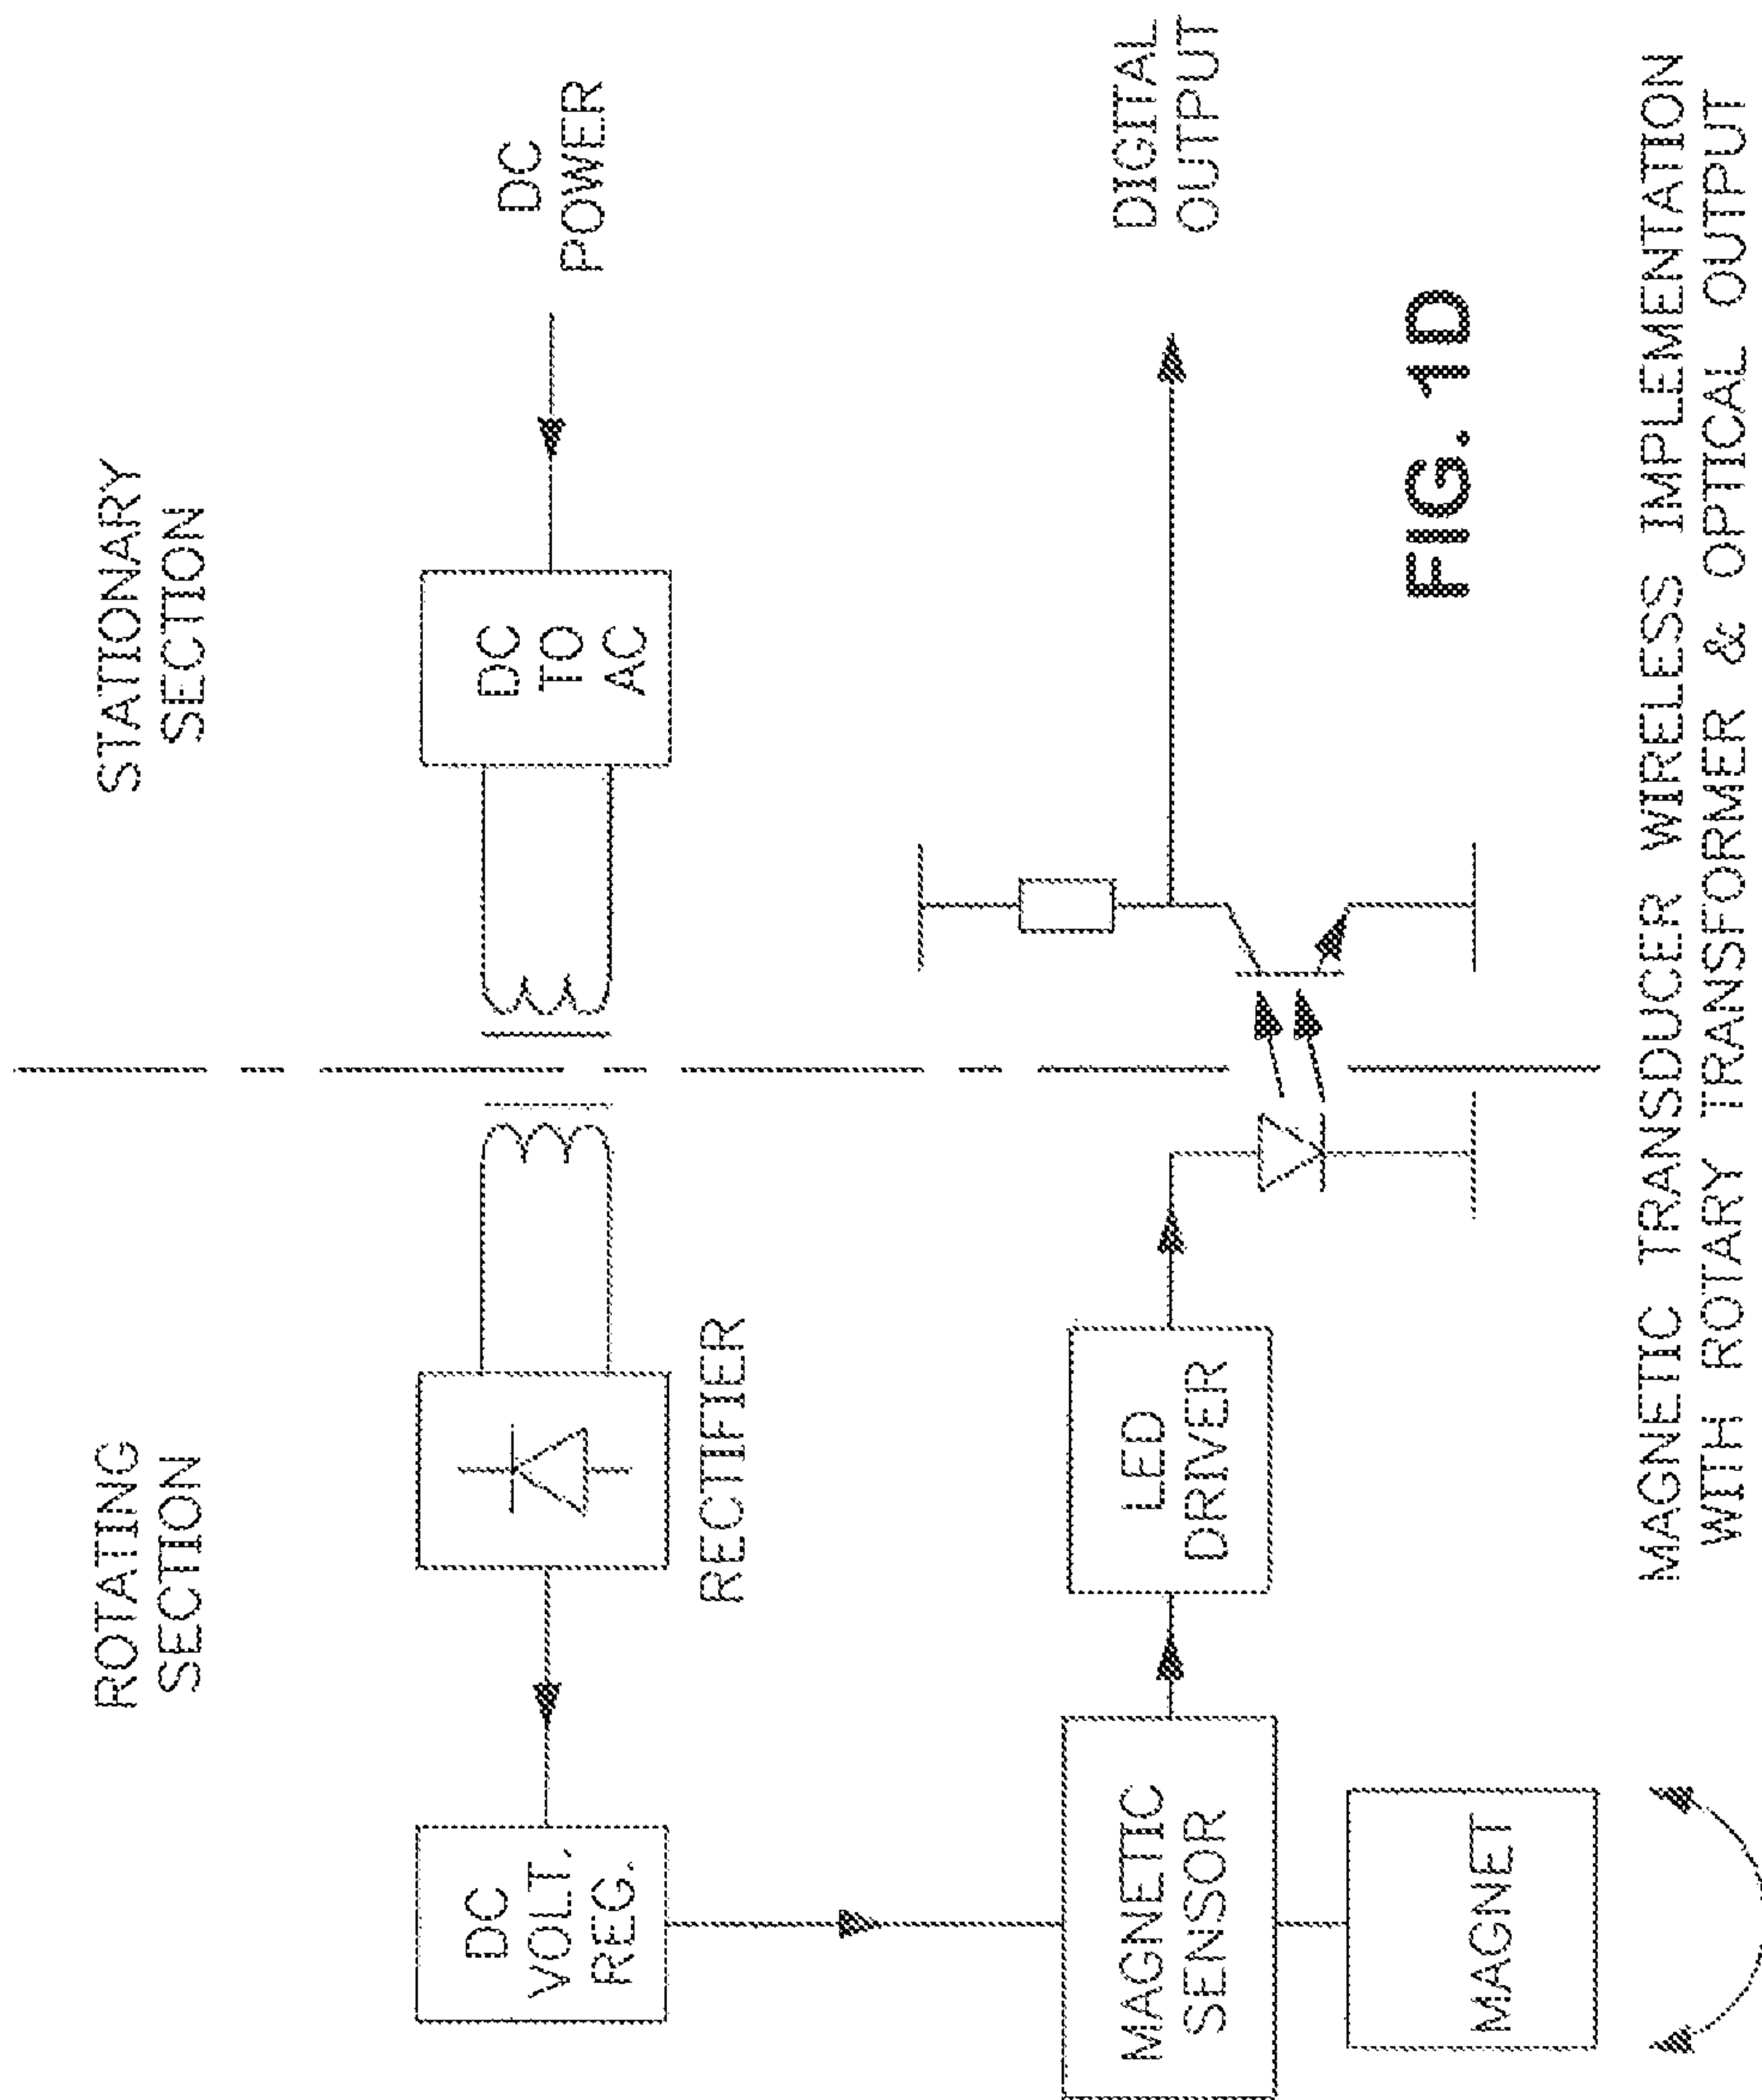 ROTATING
SECTION
STATIONARY
SECTION
DC
VOLT.
REG.
RECTIFIER
DC
TO
AC
DC
POWER
MAGNETIC
SENSOR
LED
DRIVER
DIGITAL
OUTPUT
MAGNET
FIG. 1D
MAGNETIC TRANSDUCER WIRELESS IMPLEMENTATION
WITH ROTARY TRANSFORMER & OPTICAL OUTPUT